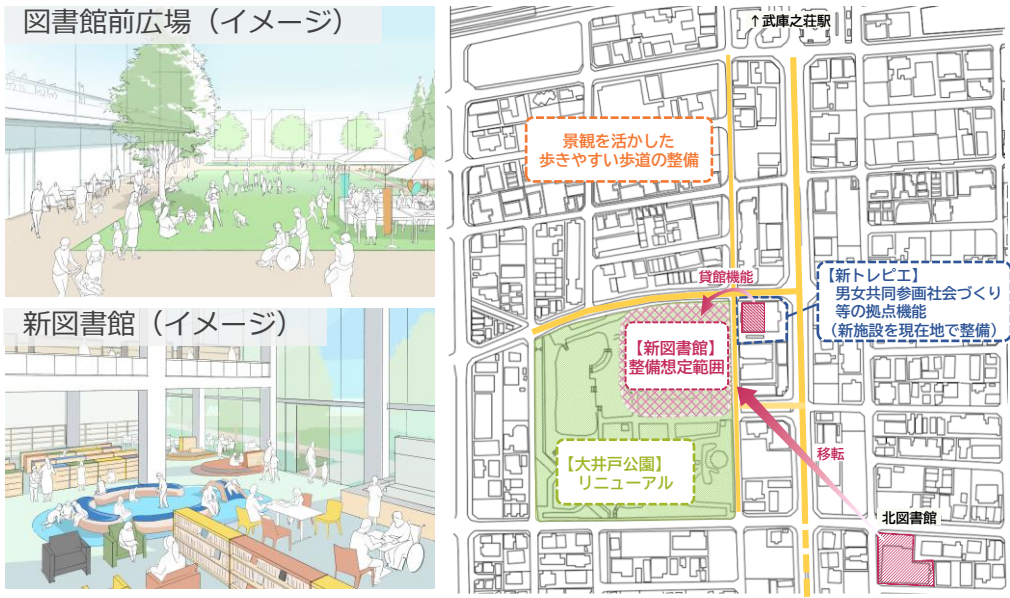 図書館前広場（イメージ）
新図書館（イメージ）
↑武庫之荘駅
景観を活かした
歩きやすい歩道の整備
貸館機能
【新トレピエ】
男女共同参画社会づくり
等の拠点機能
（新施設を現在地で整備）
【新図書館】
整備想定範囲
移転
【大井戸公園】
リニューアル
北図書館